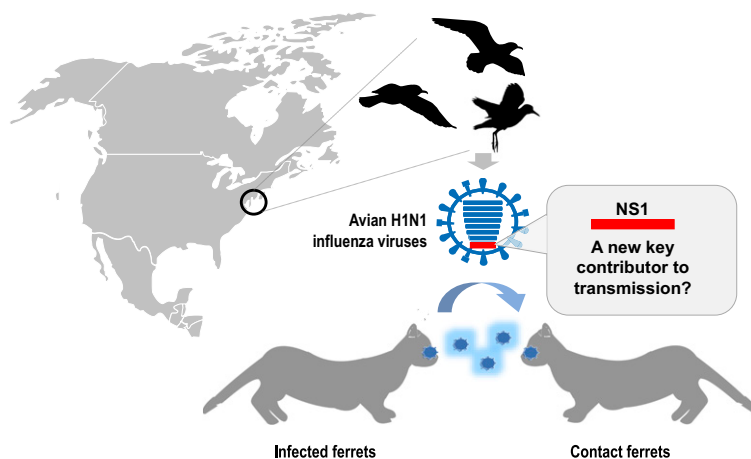 Avian H1N1
influenza viruses
NS1
A new key
contributor to
transmission?
Infected ferrets
Contact ferrets